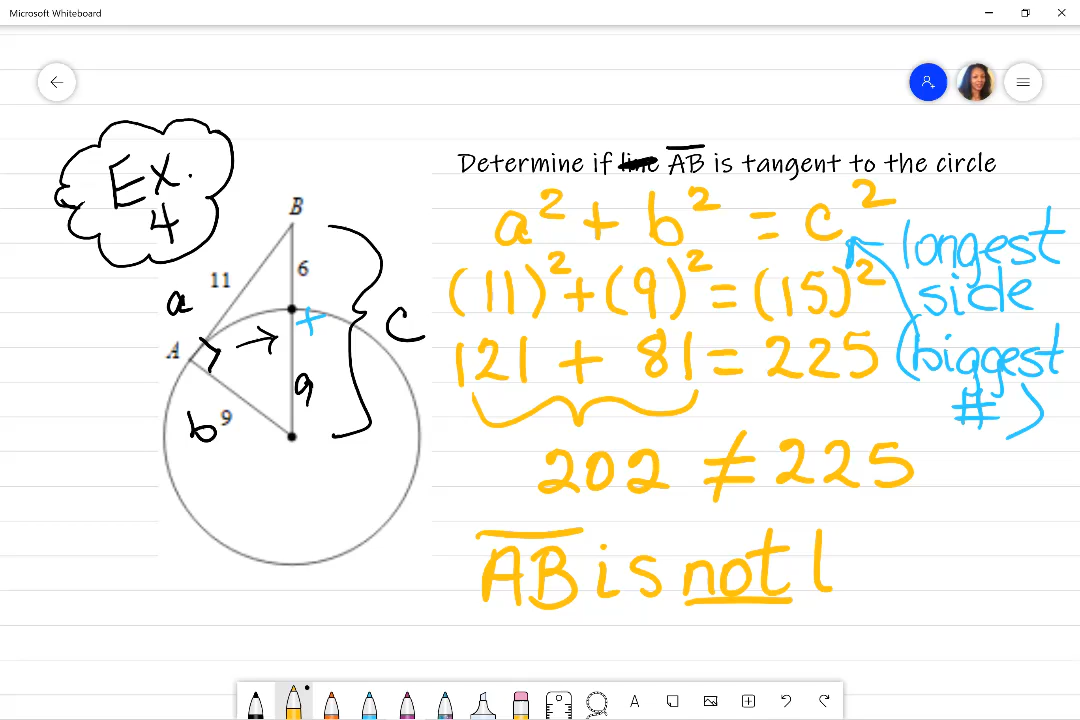 Microsoft Whiteboard
Ex.
4
Determine if line AB is tangent to the circle
a² + b² = c²
(11)² + (9)² = (15)²
121 + 81 = 225
202 ≠ 225
AB is not l
longest
side
(biggest
#)
B
11
6
a
A
+
c
9
b
9
A